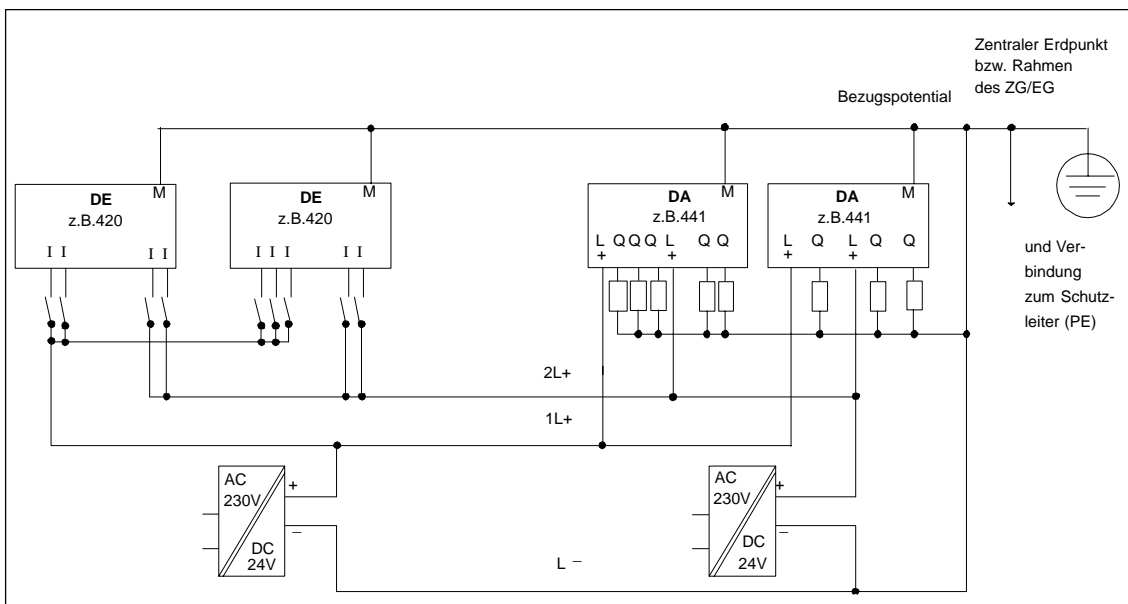 Zentraler Erdpunkt
bzw. Rahmen
des ZG/EG
Bezugspotential
M
DE
z.B.420
I I
I I
M
DE
z.B.420
I I I
I I
M
DA
z.B.441
L Q Q Q L Q Q
+ +
M
DA
z.B.441
L Q L Q Q
+ +
und Ver-
bindung
zum Schutz-
leiter (PE)
2L+
1L+
AC
230V
+
–
DC
24V
AC
230V
+
–
DC
24V
L –